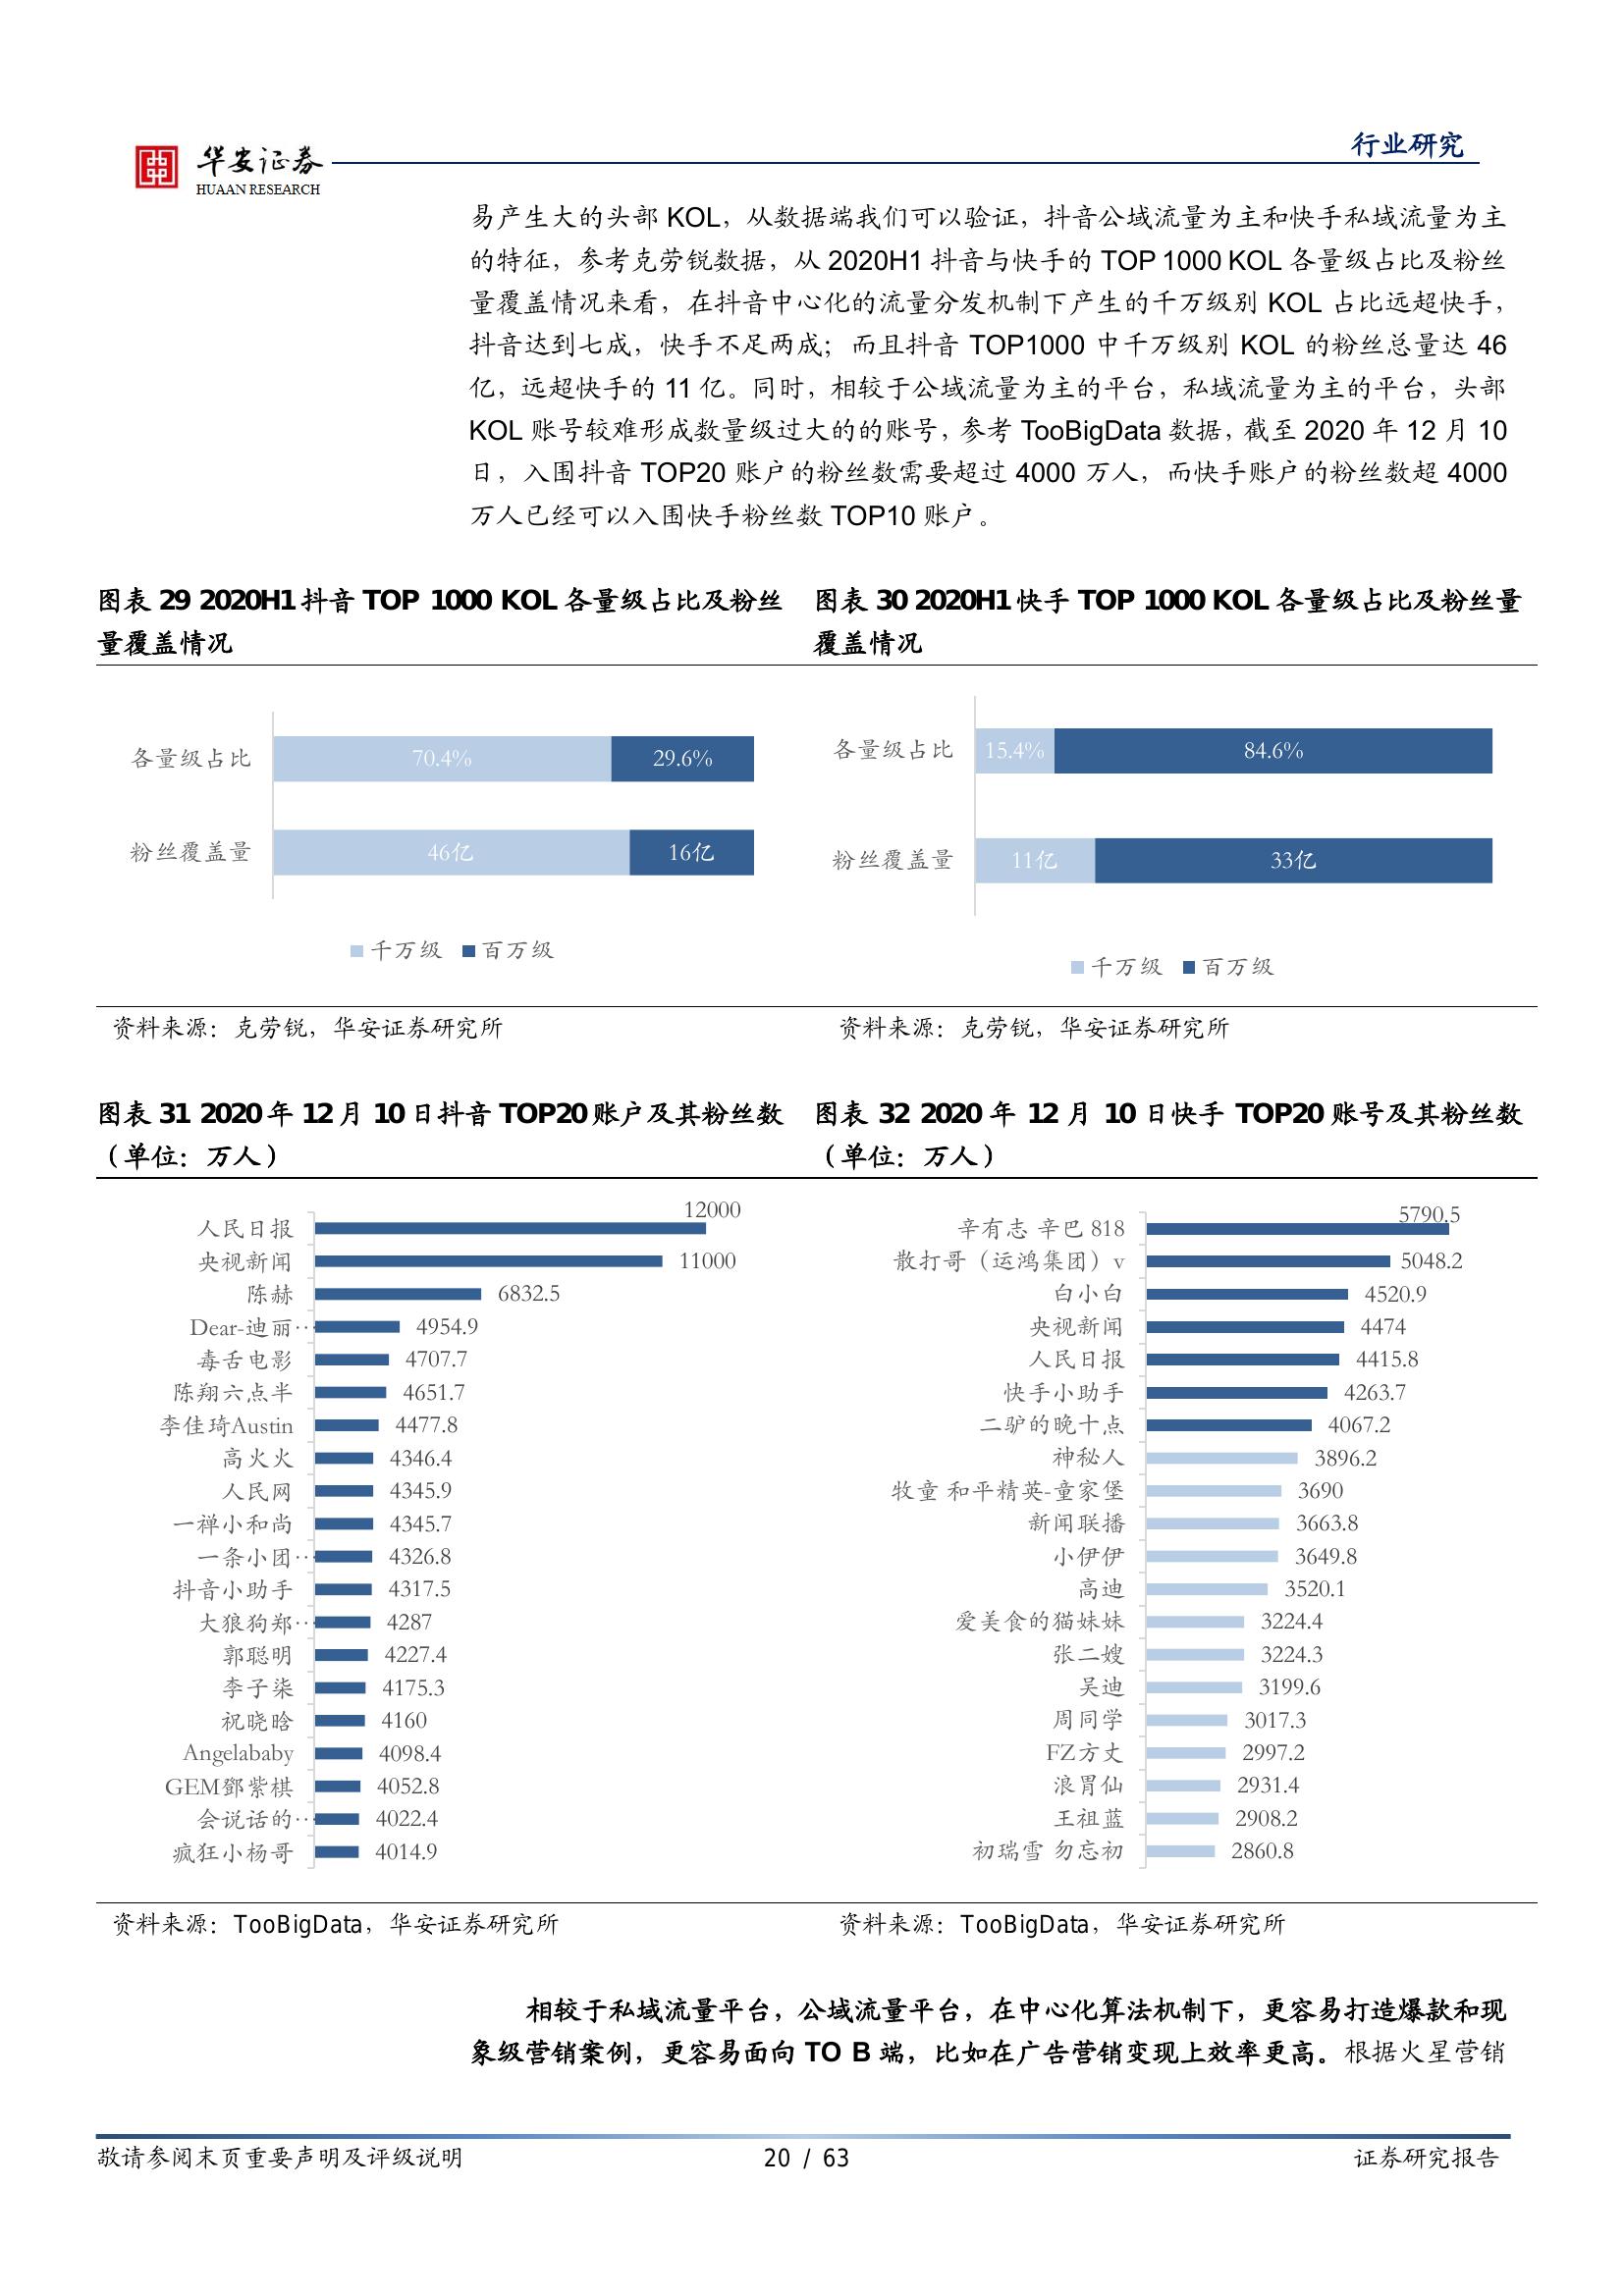 华安证券
HUAAN RESEARCH
行业研究
易产生大的头部 KOL，从数据端我们可以验证，抖音公域流量为主和快手私域流量为主
的特征，参考克劳锐数据，从 2020H1 抖音与快手的 TOP 1000 KOL 各量级占比及粉丝
量覆盖情况来看，在抖音中心化的流量分发机制下产生的千万级别 KOL 占比远超快手，
抖音达到七成，快手不足两成；而且抖音 TOP1000 中千万级别 KOL 的粉丝总量达 46
亿，远超快手的 11 亿。同时，相较于公域流量为主的平台，私域流量为主的平台，头部
KOL 账号较难形成数量级过大的的账号，参考 TooBigData 数据，截至 2020 年 12 月 10
日，入围抖音 TOP20 账户的粉丝数需要超过 4000 万人，而快手账户的粉丝数超 4000
万人已经可以入围快手粉丝数 TOP10 账户。
图表 29 2020H1 抖音 TOP 1000 KOL 各量级占比及粉丝
量覆盖情况
各量级占比 70.4% 29.6%
粉丝覆盖量 46亿 16亿
千万级 百万级
资料来源：克劳锐，华安证券研究所
图表 30 2020H1 快手 TOP 1000 KOL 各量级占比及粉丝量
覆盖情况
各量级占比 15.4% 84.6%
粉丝覆盖量 11亿 33亿
千万级 百万级
资料来源：克劳锐，华安证券研究所
图表 31 2020 年 12 月 10 日抖音 TOP20 账户及其粉丝数
（单位：万人）
人民日报 12000
央视新闻 11000
陈赫 6832.5
Dear-迪丽… 4954.9
毒舌电影 4707.7
陈翔六点半 4651.7
李佳琦Austin 4477.8
高火火 4346.4
人民网 4345.9
一禅小和尚 4345.7
一条小团… 4326.8
抖音小助手 4317.5
大狼狗郑… 4287
郭聪明 4227.4
李子柒 4175.3
祝晓晗 4160
Angelababy 4098.4
GEM鄧紫棋 4052.8
会说话的… 4022.4
疯狂小杨哥 4014.9
资料来源：TooBigData，华安证券研究所
图表 32 2020 年 12 月 10 日快手 TOP20 账号及其粉丝数
（单位：万人）
辛有志 辛巴 818 5790.5
散打哥（运鸿集团）v 5048.2
白小白 4520.9
央视新闻 4474
人民日报 4415.8
快手小助手 4263.7
二驴的晚十点 4067.2
神秘人 3896.2
牧童 和平精英-童家堡 3690
新闻联播 3663.8
小伊伊 3649.8
高迪 3520.1
爱美食的猫妹妹 3224.4
张二嫂 3224.3
吴迪 3199.6
周同学 3017.3
FZ方丈 2997.2
浪胃仙 2931.4
王祖蓝 2908.2
初瑞雪 勿忘初 2860.8
资料来源：TooBigData，华安证券研究所
相较于私域流量平台，公域流量平台，在中心化算法机制下，更容易打造爆款和现
象级营销案例，更容易面向 TO B 端，比如在广告营销变现上效率更高。根据火星营销
敬请参阅末页重要声明及评级说明
20 / 63
证券研究报告